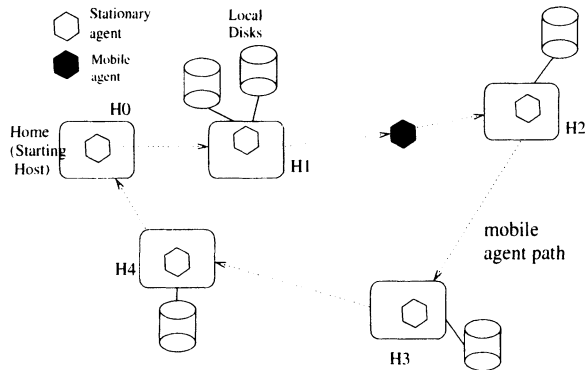 Stationary
agent
Mobile
agent
Local
Disks
H0
Home
(Starting
Host)
H1
H2
mobile
agent path
H4
H3